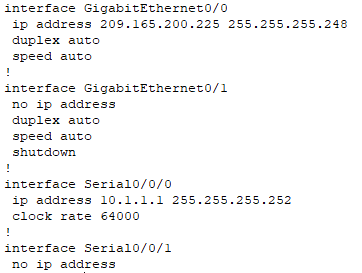 interface GigabitEthernet0/0
 ip address 209.165.200.225 255.255.255.248
 duplex auto
 speed auto
!
interface GigabitEthernet0/1
 no ip address
 duplex auto
 speed auto
 shutdown
!
interface Serial0/0/0
 ip address 10.1.1.1 255.255.255.252
 clock rate 64000
!
interface Serial0/0/1
 no ip address